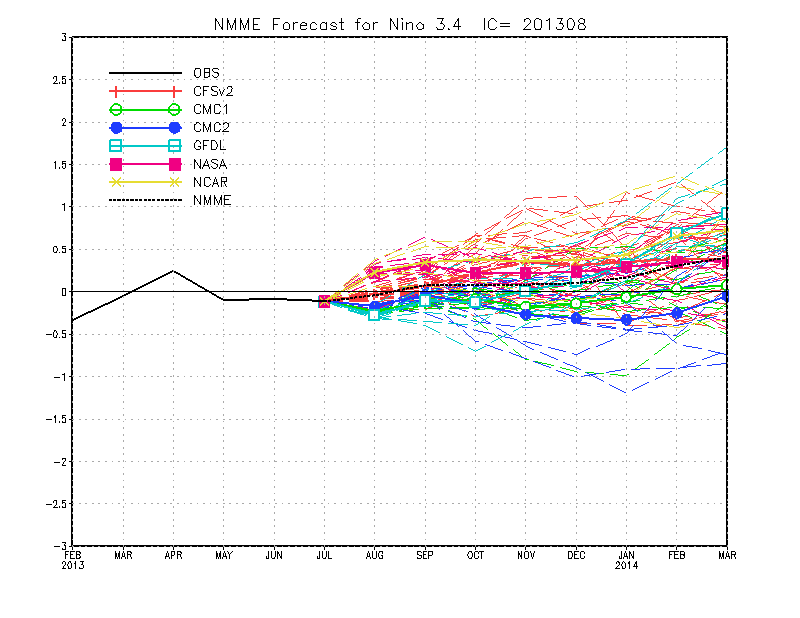 NMME Forecast for Nino 3.4 IC= 201308
3
2.5
2
1.5
1
0.5
0
-0.5
-1
-1.5
-2
-2.5
-3
OBS
CFSv2
CMC1
CMC2
GFDL
NASA
NCAR
NMME
FEB MAR APR MAY JUN JUL AUG SEP OCT NOV DEC JAN FEB MAR
2013 2014